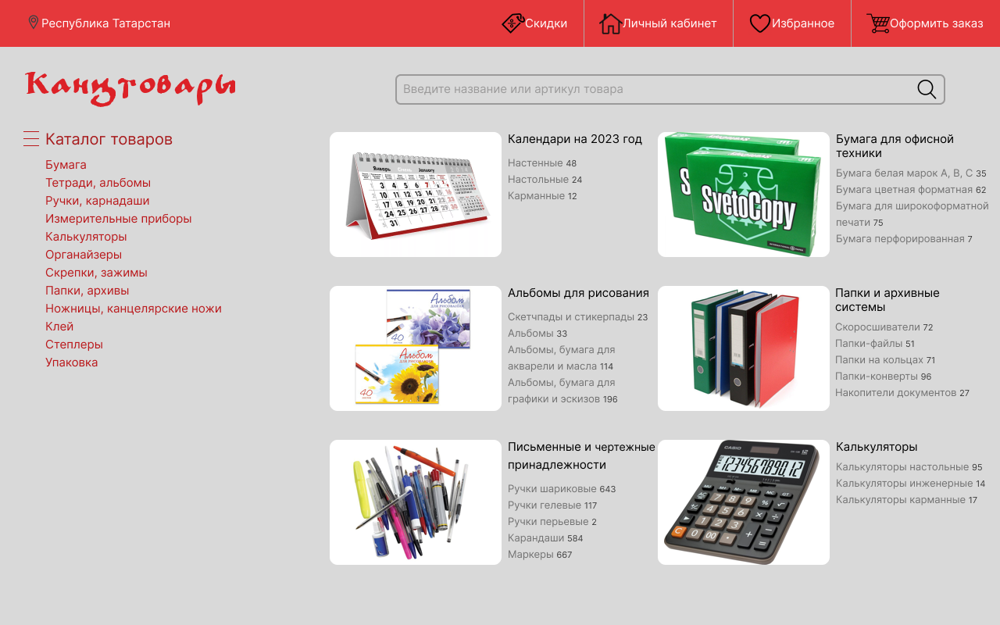 Республика Татарстан
Скидки
Личный кабинет
Избранное
Оформить заказ
Канцтовары
Введите название или артикул товара
Каталог товаров
Бумага
Тетради, альбомы
Ручки, карнадаши
Измерительные приборы
Калькуляторы
Органайзеры
Скрепки, зажимы
Папки, архивы
Ножницы, канцелярские ножи
Клей
Степлеры
Упаковка
Январь January
Календари на 2023 год
Настенные 48
Настольные 24
Карманные 12
SvetoCopy
Бумага для офисной
техники
Бумага белая марок А, В, С 35
Бумага цветная форматная 62
Бумага для широкоформатной
печати 75
Бумага перфорированная 7
Альбом
ДЛЯ РИСОВАНИЯ
40
Альбом
ДЛЯ РИСОВАНИЯ
40
Альбомы для рисования
Скетчпады и стикерпады 23
Альбомы 33
Альбомы, бумага для
акварели и масла 114
Альбомы, бумага для
графики и эскизов 196
Папки и архивные
системы
Скоросшиватели 72
Папки-файлы 51
Папки на кольцах 71
Папки-конверты 96
Накопители документов 27
Письменные и чертежные
принадлежности
Ручки шариковые 643
Ручки гелевые 117
Ручки перьевые 2
Карандаши 584
Маркеры 667
CASIO
123456789012
Калькуляторы
Калькуляторы настольные 95
Калькуляторы инженерные 14
Калькуляторы карманные 17